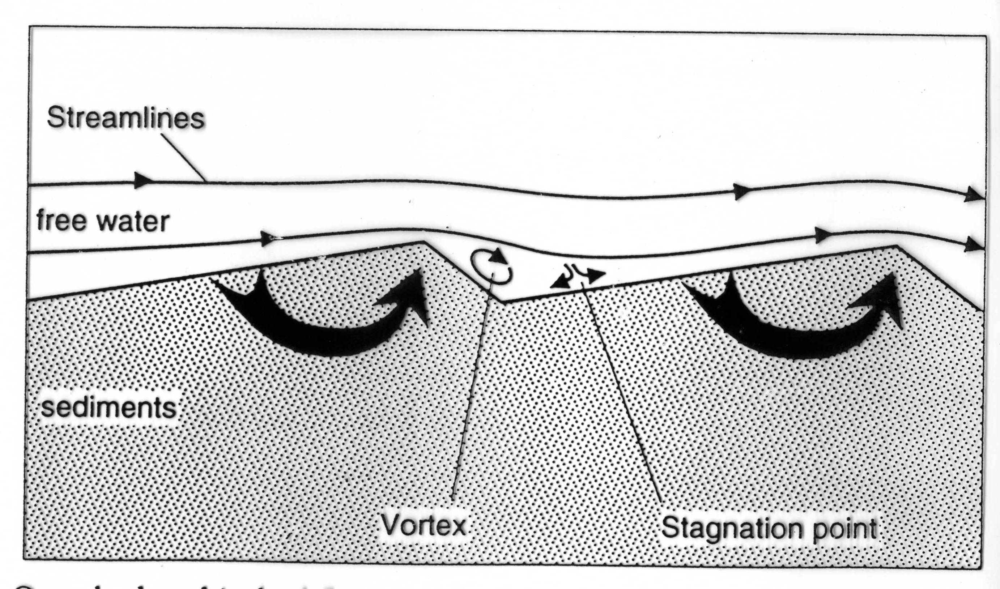 Streamlines
free water
sediments
Vortex
Stagnation point